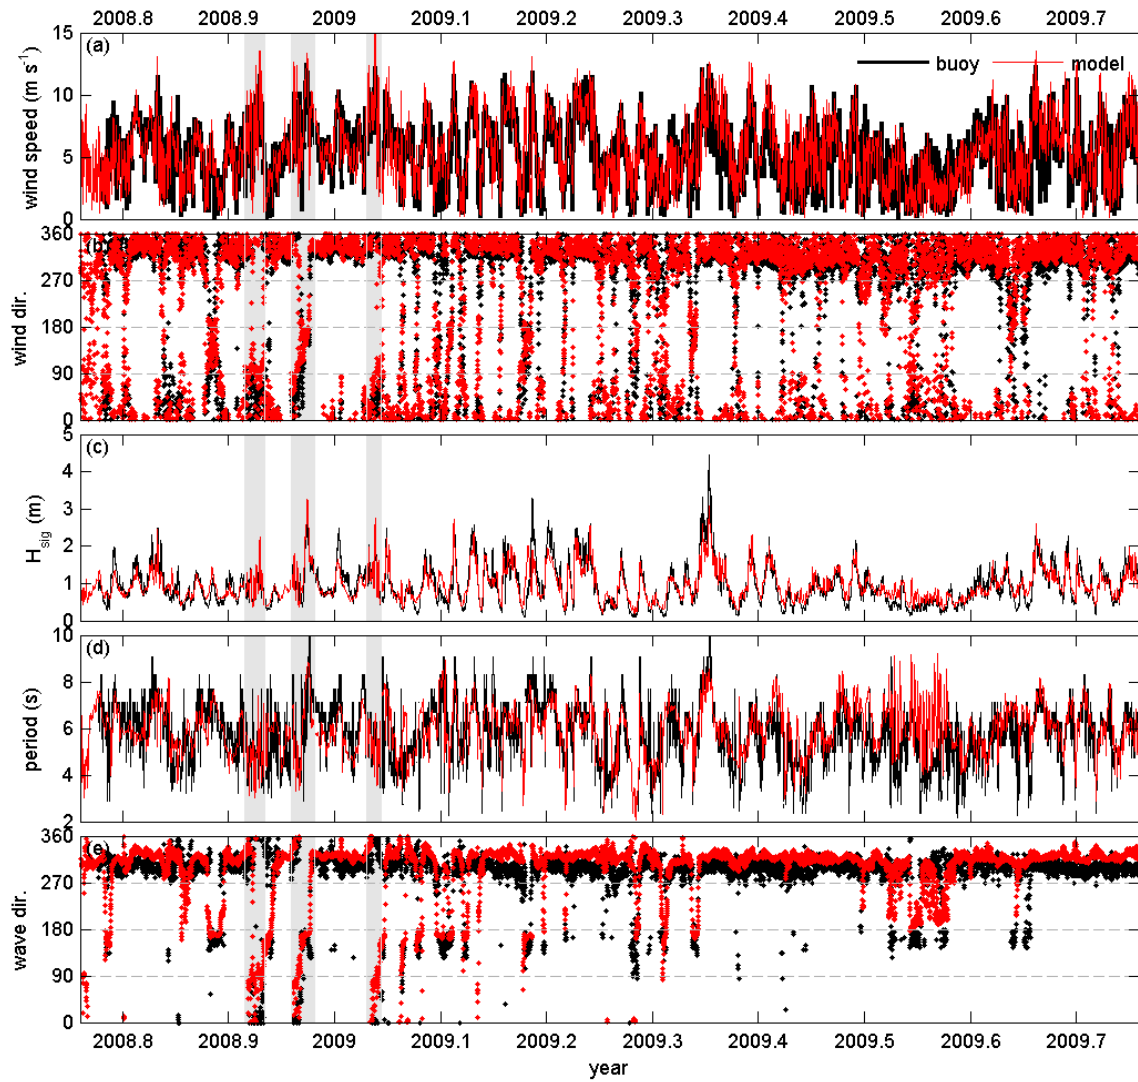 2008.8 2008.9 2009 2009.1 2009.2 2009.3 2009.4 2009.5 2009.6 2009.7
(a)
buoy model
15
10
5
0
wind speed (m s⁻¹)
(b)
360
270
180
90
0
wind dir.
(c)
5
4
3
2
1
0
Hsig (m)
(d)
10
8
6
4
2
period (s)
(e)
360
270
180
90
0
wave dir.
2008.8 2008.9 2009 2009.1 2009.2 2009.3 2009.4 2009.5 2009.6 2009.7
year